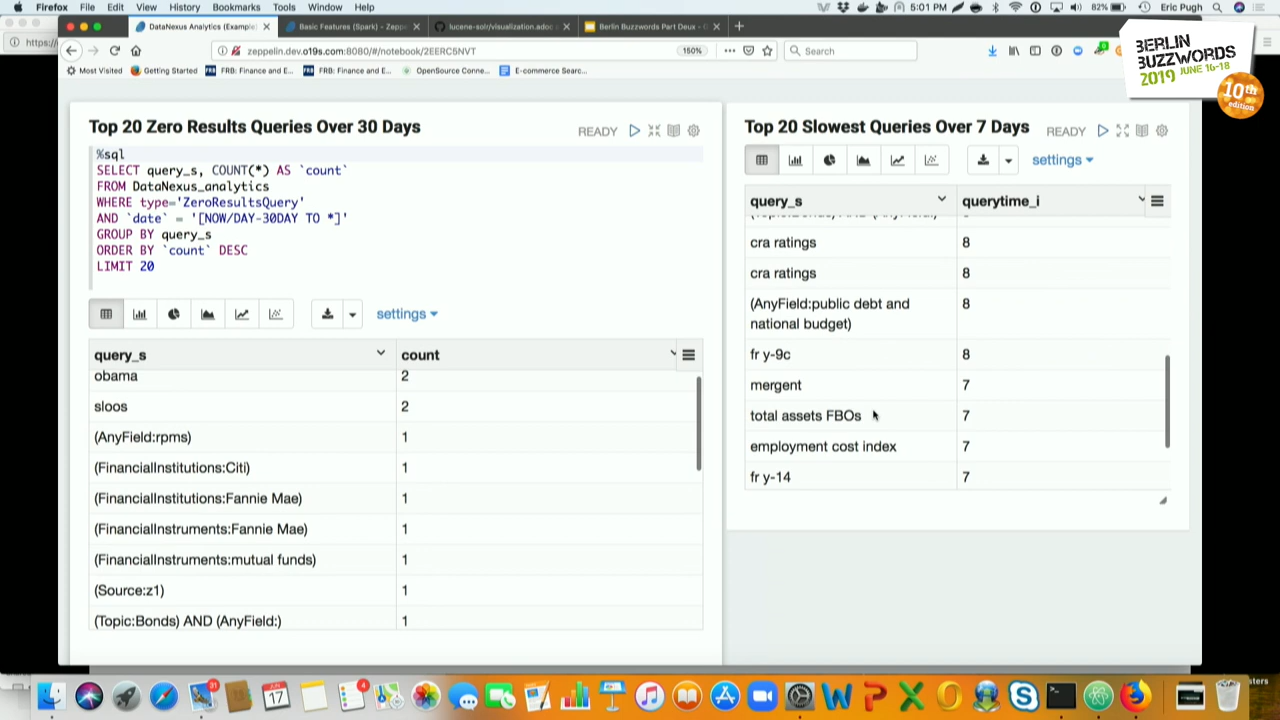 Firefox File Edit View History Bookmarks Tools Window Help
5:01 PM 82% Eric Pugh
DataNexus Analytics (Example
Basic Features (Spark) - Zeppe
lucene-solr/visualization.adoc
Berlin Buzzwords Part Deux - G
https://
zeppelin.dev.o19s.com:8080/#/notebook/2EERC5NVT
150%
Search
Most Visited Getting Started FRB: Finance and E... FRB: Finance and E... OpenSource Conne... E-commerce Searc...
BERLIN
BUZZWORDS
2019 JUNE 16-18
10th
edition
Top 20 Zero Results Queries Over 30 Days
READY
%sql
SELECT query_s, COUNT(*) AS `count`
FROM DataNexus_analytics
WHERE type='ZeroResultsQuery'
AND `date` = '[NOW/DAY-30DAY TO *]'
GROUP BY query_s
ORDER BY `count` DESC
LIMIT 20
settings
query_s count
obama 2
sloos 2
(AnyField:rpms) 1
(FinancialInstitutions:Citi) 1
(FinancialInstitutions:Fannie Mae) 1
(FinancialInstruments:Fannie Mae) 1
(FinancialInstruments:mutual funds) 1
(Source:z1) 1
(Topic:Bonds) AND (AnyField:) 1
Top 20 Slowest Queries Over 7 Days
READY
settings
query_s querytime_i
cra ratings 8
cra ratings 8
(AnyField:public debt and 8
national budget)
fr y-9c 8
mergent 7
total assets FBOs 7
employment cost index 7
fr y-14 7
17